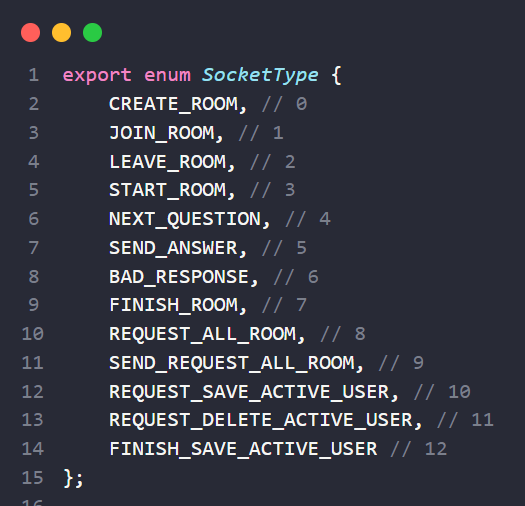 1 export enum SocketType {
2 CREATE_ROOM, // 0
3 JOIN_ROOM, // 1
4 LEAVE_ROOM, // 2
5 START_ROOM, // 3
6 NEXT_QUESTION, // 4
7 SEND_ANSWER, // 5
8 BAD_RESPONSE, // 6
9 FINISH_ROOM, // 7
10 REQUEST_ALL_ROOM, // 8
11 SEND_REQUEST_ALL_ROOM, // 9
12 REQUEST_SAVE_ACTIVE_USER, // 10
13 REQUEST_DELETE_ACTIVE_USER, // 11
14 FINISH_SAVE_ACTIVE_USER // 12
15 };
16